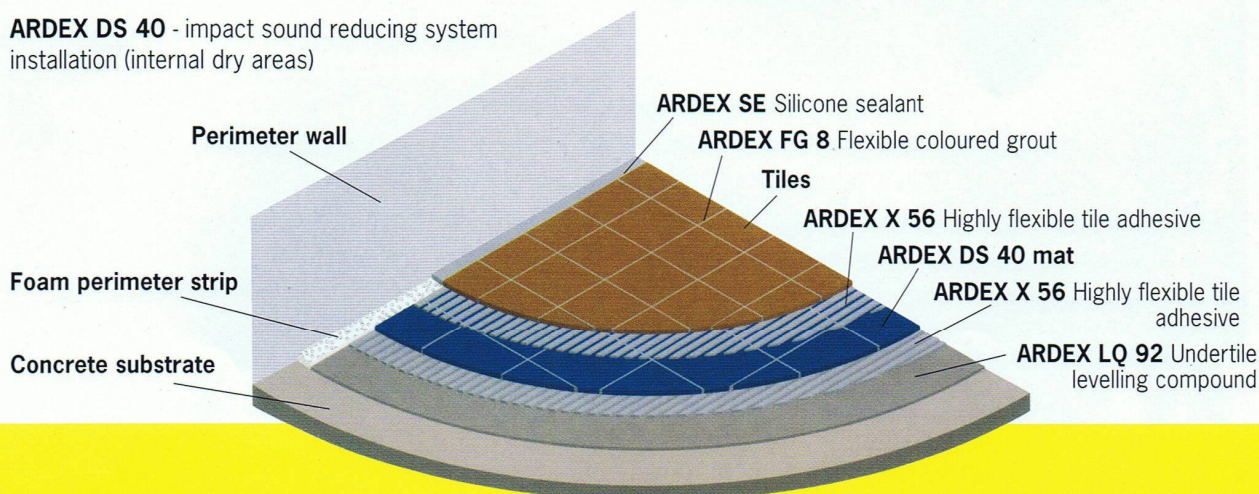 ARDEX DS 40 - impact sound reducing system
installation (internal dry areas)
ARDEX SE Silicone sealant
Perimeter wall
ARDEX FG 8 Flexible coloured grout
Tiles
ARDEX X 56 Highly flexible tile adhesive
ARDEX DS 40 mat
Foam perimeter strip
ARDEX X 56 Highly flexible tile
adhesive
Concrete substrate
ARDEX LQ 92 Undertile
levelling compound